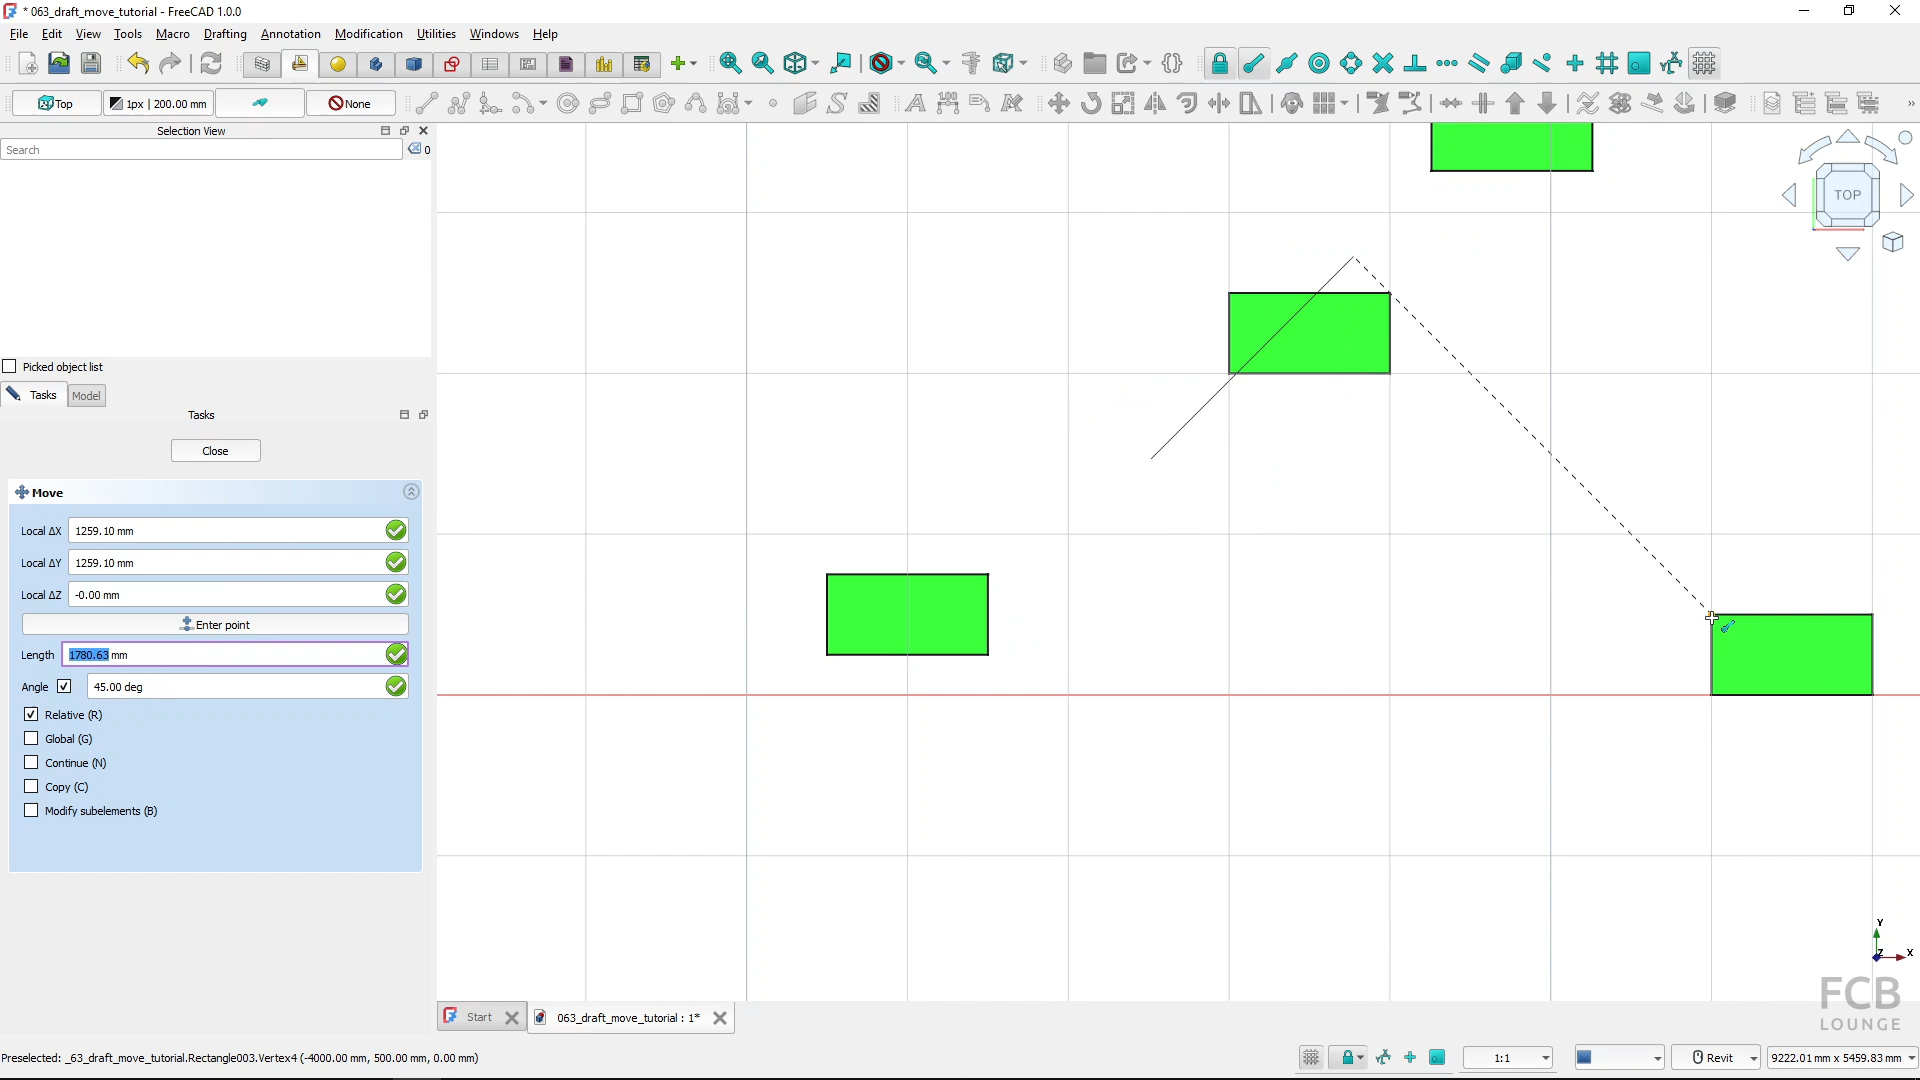 * 063_draft_move_tutorial - FreeCAD 1.0.0
File Edit View Tools Macro Drafting Annotation Modification Utilities Windows Help
Top 1px | 200.00 mm None
Selection View
Search
0
Picked object list
Tasks Model
Tasks
Close
Move
Local ΔX 1259.10 mm
Local ΔY 1259.10 mm
Local ΔZ -0.00 mm
Enter point
Length 1780.63 mm
Angle 45.00 deg
Relative (R)
Global (G)
Continue (N)
Copy (C)
Modify subelements (B)
TOP
Y
Z X
FCB
LOUNGE
Start 063_draft_move_tutorial : 1*
Preselected: _63_draft_move_tutorial.Rectangle003.Vertex4 (-4000.00 mm, 500.00 mm, 0.00 mm)
1:1 Revit 9222.01 mm x 5459.83 mm